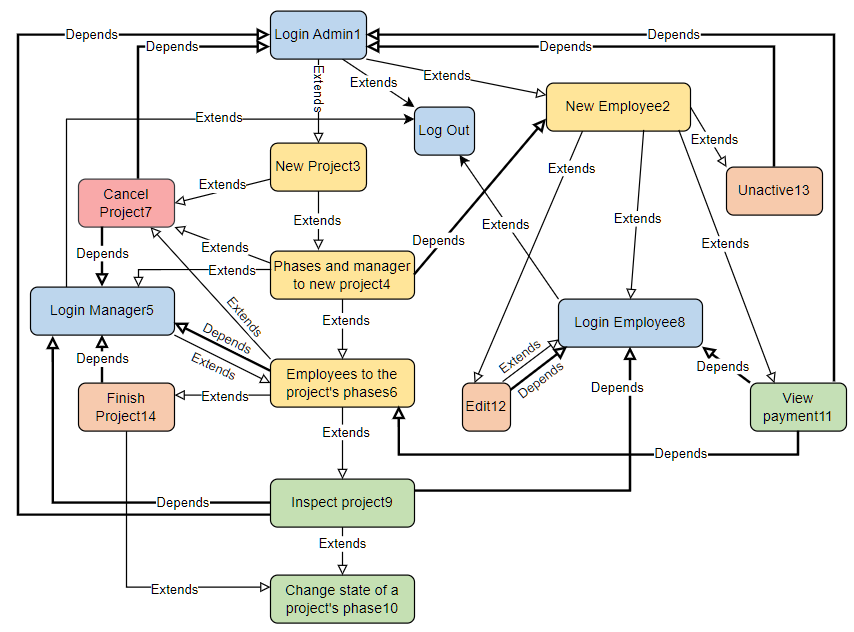 Depends
Login Admin1
Depends
Depends
Depends
Extends
Extends
Extends
New Employee2
Extends
Log Out
Extends
New Project3
Extends
Cancel
Project7
Extends
Unactive13
Extends
Extends
Extends
Extends
Depends
Extends
Depends
Extends
Extends
Phases and manager
to new project4
Login Manager5
Extends
Extends
Login Employee8
Depends
Extends
Depends
Extends
Employees to the
project's phases6
Extends
Depends
Depends
Depends
Finish
Project14
Extends
Edit12
View
payment11
Extends
Depends
Depends
Inspect project9
Extends
Extends
Change state of a
project's phase10